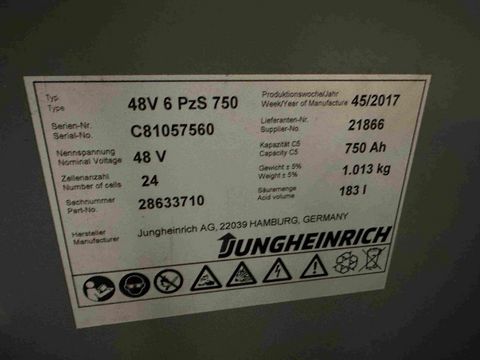 Typ
Type
48V 6 PzS 750
Produktionswoche/Jahr
Week/Year of Manufacture
45/2017
Serien-Nr.
Serial-No.
C81057560
Lieferanten-Nr.
Supplier-No.
21866
Nennspannung
Nominal Voltage
48 V
Kapazität C5
Capacity C5
750 Ah
Zellenanzahl
Number of cells
24
Gewicht ± 5%
Weight ± 5%
1.013 kg
Sachnummer
Part-No.
28633710
Säuremenge
Acid volume
183 l
Hersteller
Manufacturer
Jungheinrich AG, 22039 HAMBURG, GERMANY
JUNGHEINRICH